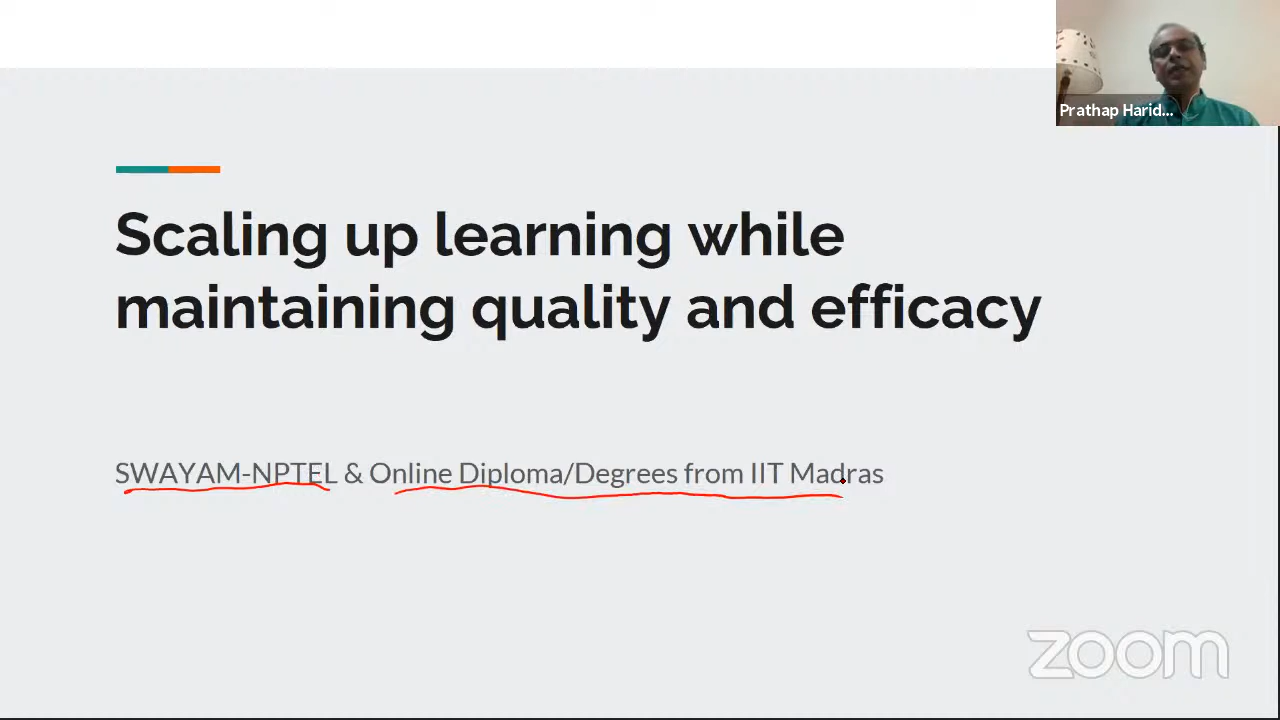 Prathap Harid...
Scaling up learning while
maintaining quality and efficacy
SWAYAM-NPTEL & Online Diploma/Degrees from IIT Madras
zoom